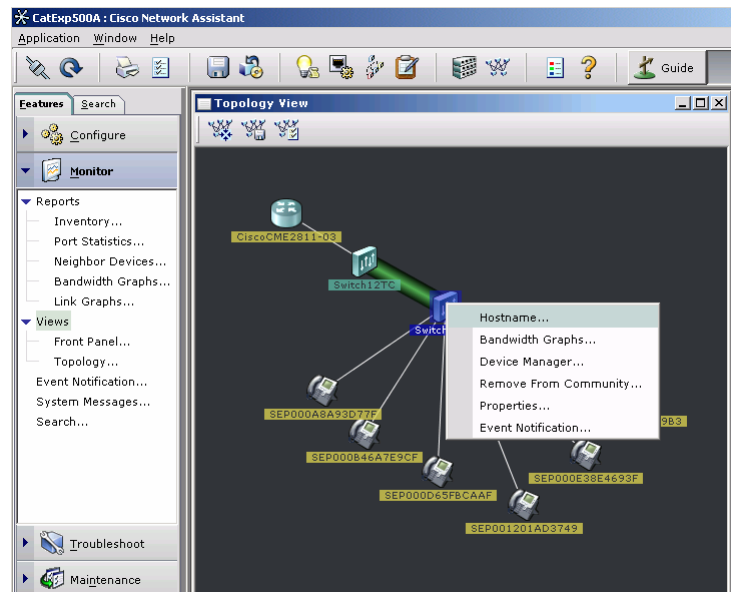 CatExp500A : Cisco Network Assistant
Application Window Help
Guide
Features Search
Configure
Monitor
Reports
Inventory...
Port Statistics...
Neighbor Devices...
Bandwidth Graphs...
Link Graphs...
Views
Front Panel...
Topology...
Event Notification...
System Messages...
Search...
Troubleshoot
Maintenance
Topology View
CiscoCME2811-03
Switch12TC
Switch
Hostname...
Bandwidth Graphs...
Device Manager...
Remove From Community...
Properties...
Event Notification...
SEP000A8A93D77F
9B3
SEP000B46A7E9CF
SEP000E38E4693F
SEP000D65FBCAAF
SEP001201AD3749